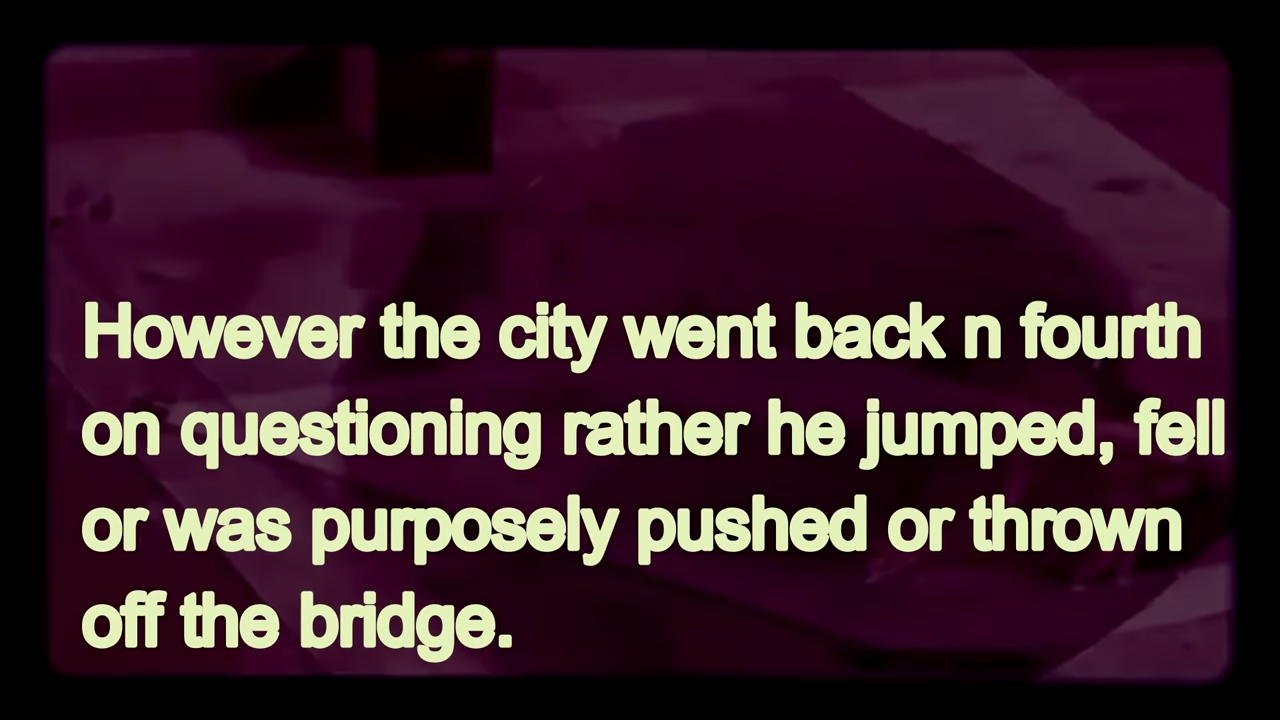 However the city went back n fourth
on questioning rather he jumped, fell
or was purposely pushed or thrown
off the bridge.